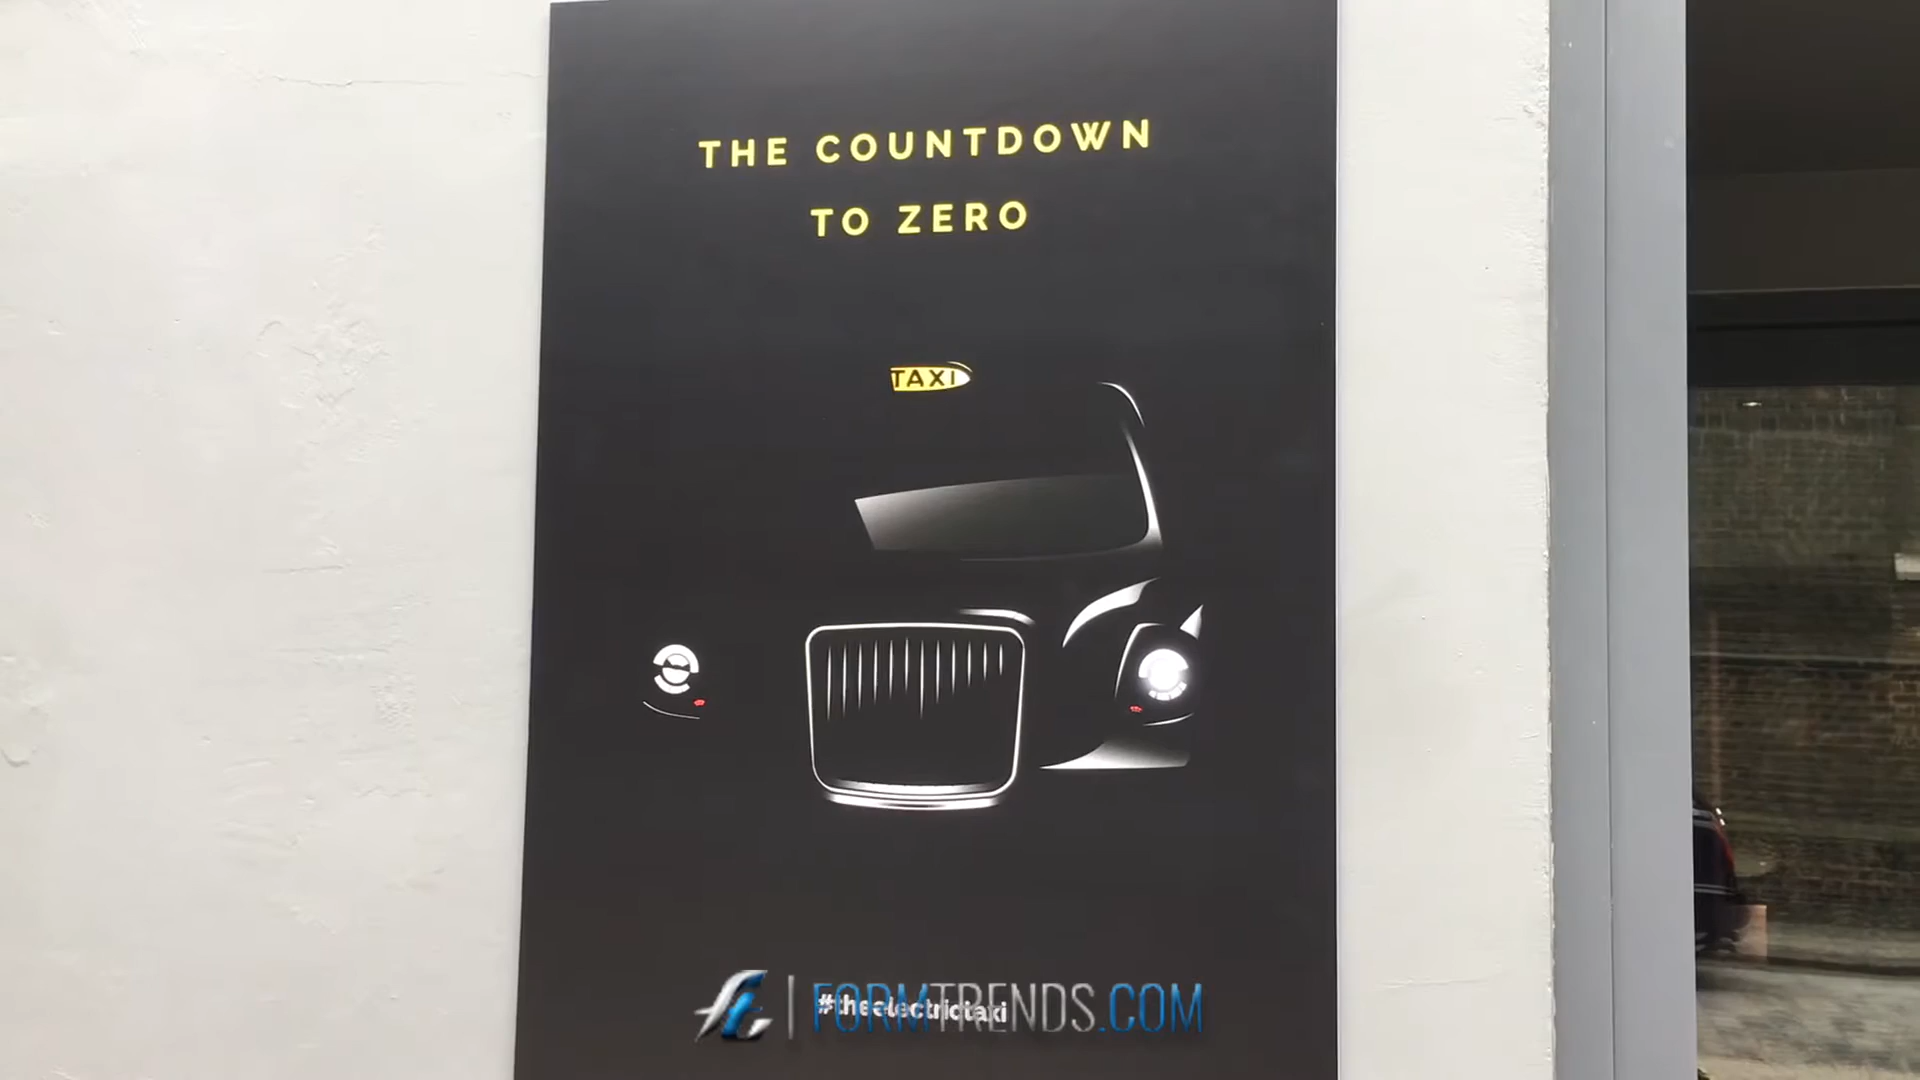 THE COUNTDOWN
TO ZERO
TAXI
#theelectrictaxi
FORMTRENDS.COM